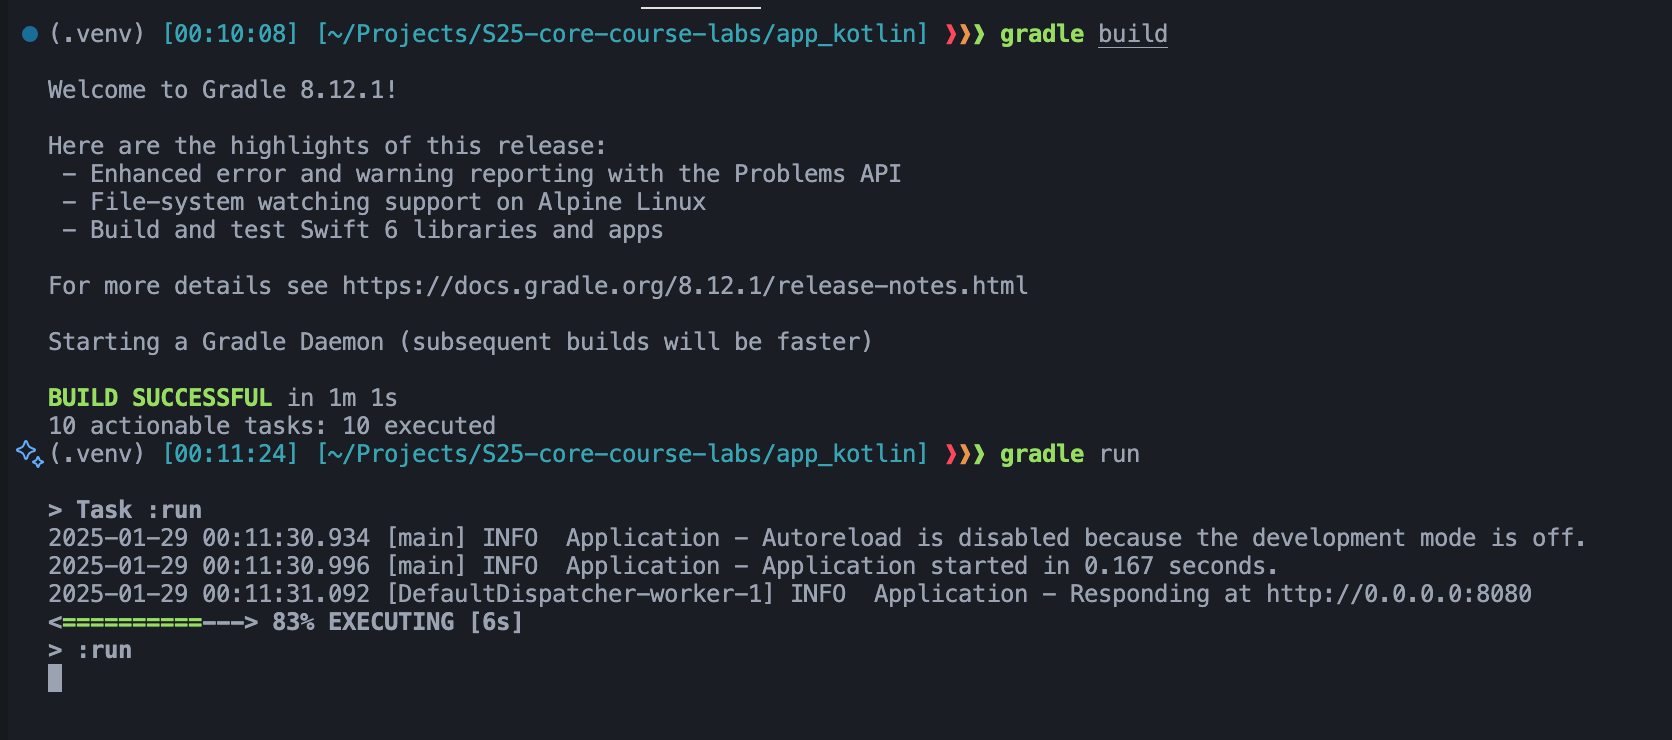 (.venv) [00:10:08] [~/Projects/S25-core-course-labs/app_kotlin] ❯❯❯ gradle build
Welcome to Gradle 8.12.1!
Here are the highlights of this release:
 – Enhanced error and warning reporting with the Problems API
 – File-system watching support on Alpine Linux
 – Build and test Swift 6 libraries and apps
For more details see https://docs.gradle.org/8.12.1/release-notes.html
Starting a Gradle Daemon (subsequent builds will be faster)
BUILD SUCCESSFUL in 1m 1s
10 actionable tasks: 10 executed
(.venv) [00:11:24] [~/Projects/S25-core-course-labs/app_kotlin] ❯❯❯ gradle run
> Task :run
2025-01-29 00:11:30.934 [main] INFO  Application - Autoreload is disabled because the development mode is off.
2025-01-29 00:11:30.996 [main] INFO  Application - Application started in 0.167 seconds.
2025-01-29 00:11:31.092 [DefaultDispatcher-worker-1] INFO  Application - Responding at http://0.0.0.0:8080
<==========---> 83% EXECUTING [6s]
> :run